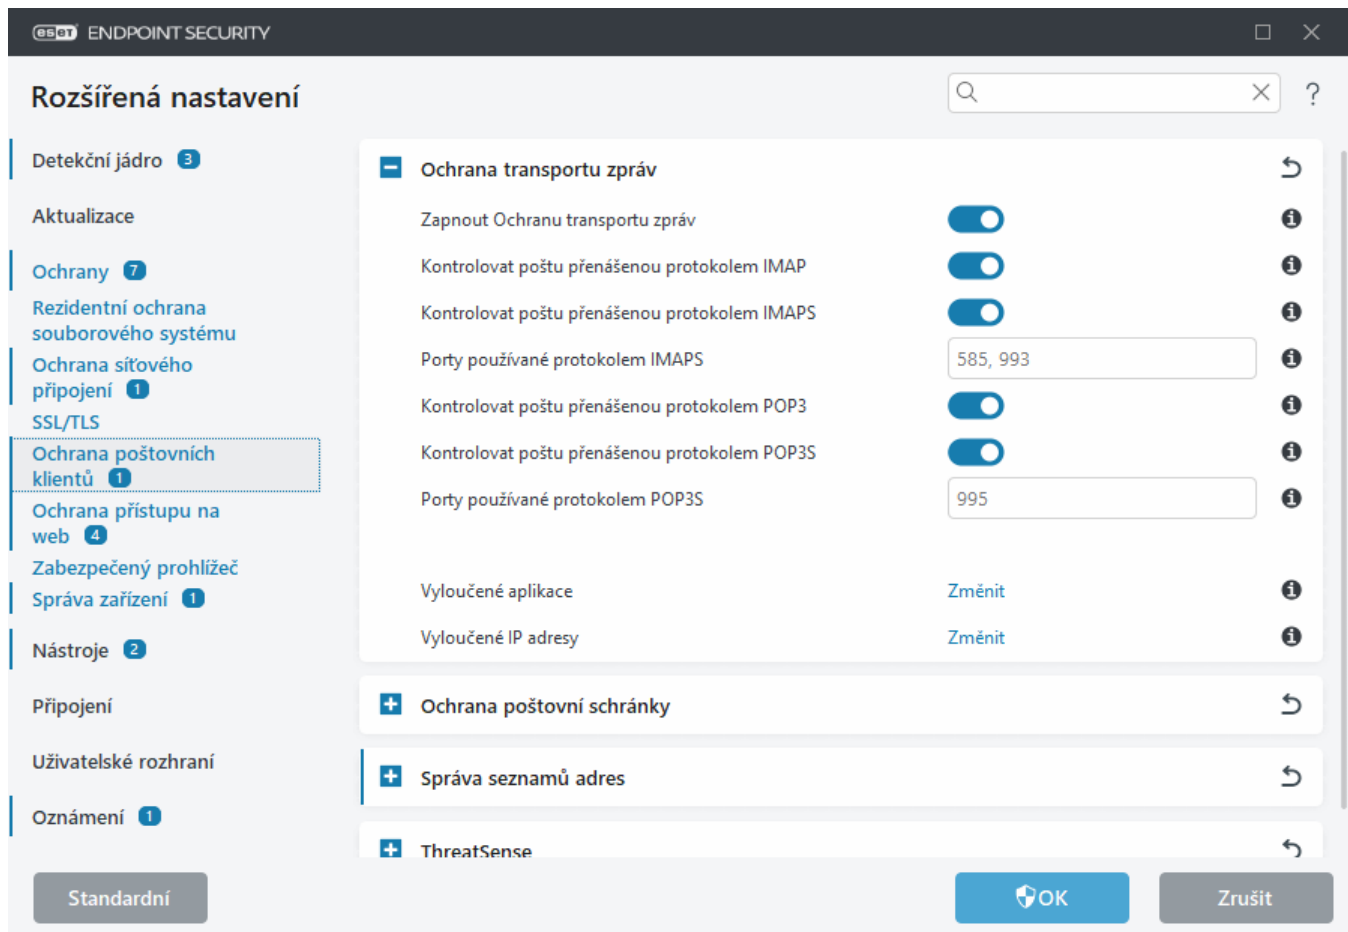 eset ENDPOINT SECURITY
Rozšířená nastavení
?
Detekční jádro 3
Aktualizace
Ochrany 7
Rezidentní ochrana
souborového systému
Ochrana síťového
připojení 1
SSL/TLS
Ochrana poštovních
klientů 1
Ochrana přístupu na
web 4
Zabezpečený prohlížeč
Správa zařízení 1
Nástroje 2
Připojení
Uživatelské rozhraní
Oznámení 1
Ochrana transportu zpráv
Zapnout Ochranu transportu zpráv
Kontrolovat poštu přenášenou protokolem IMAP
Kontrolovat poštu přenášenou protokolem IMAPS
Porty používané protokolem IMAPS 585, 993
Kontrolovat poštu přenášenou protokolem POP3
Kontrolovat poštu přenášenou protokolem POP3S
Porty používané protokolem POP3S 995
Vyloučené aplikace Změnit
Vyloučené IP adresy Změnit
Ochrana poštovní schránky
Správa seznamů adres
ThreatSense
Standardní
OK
Zrušit